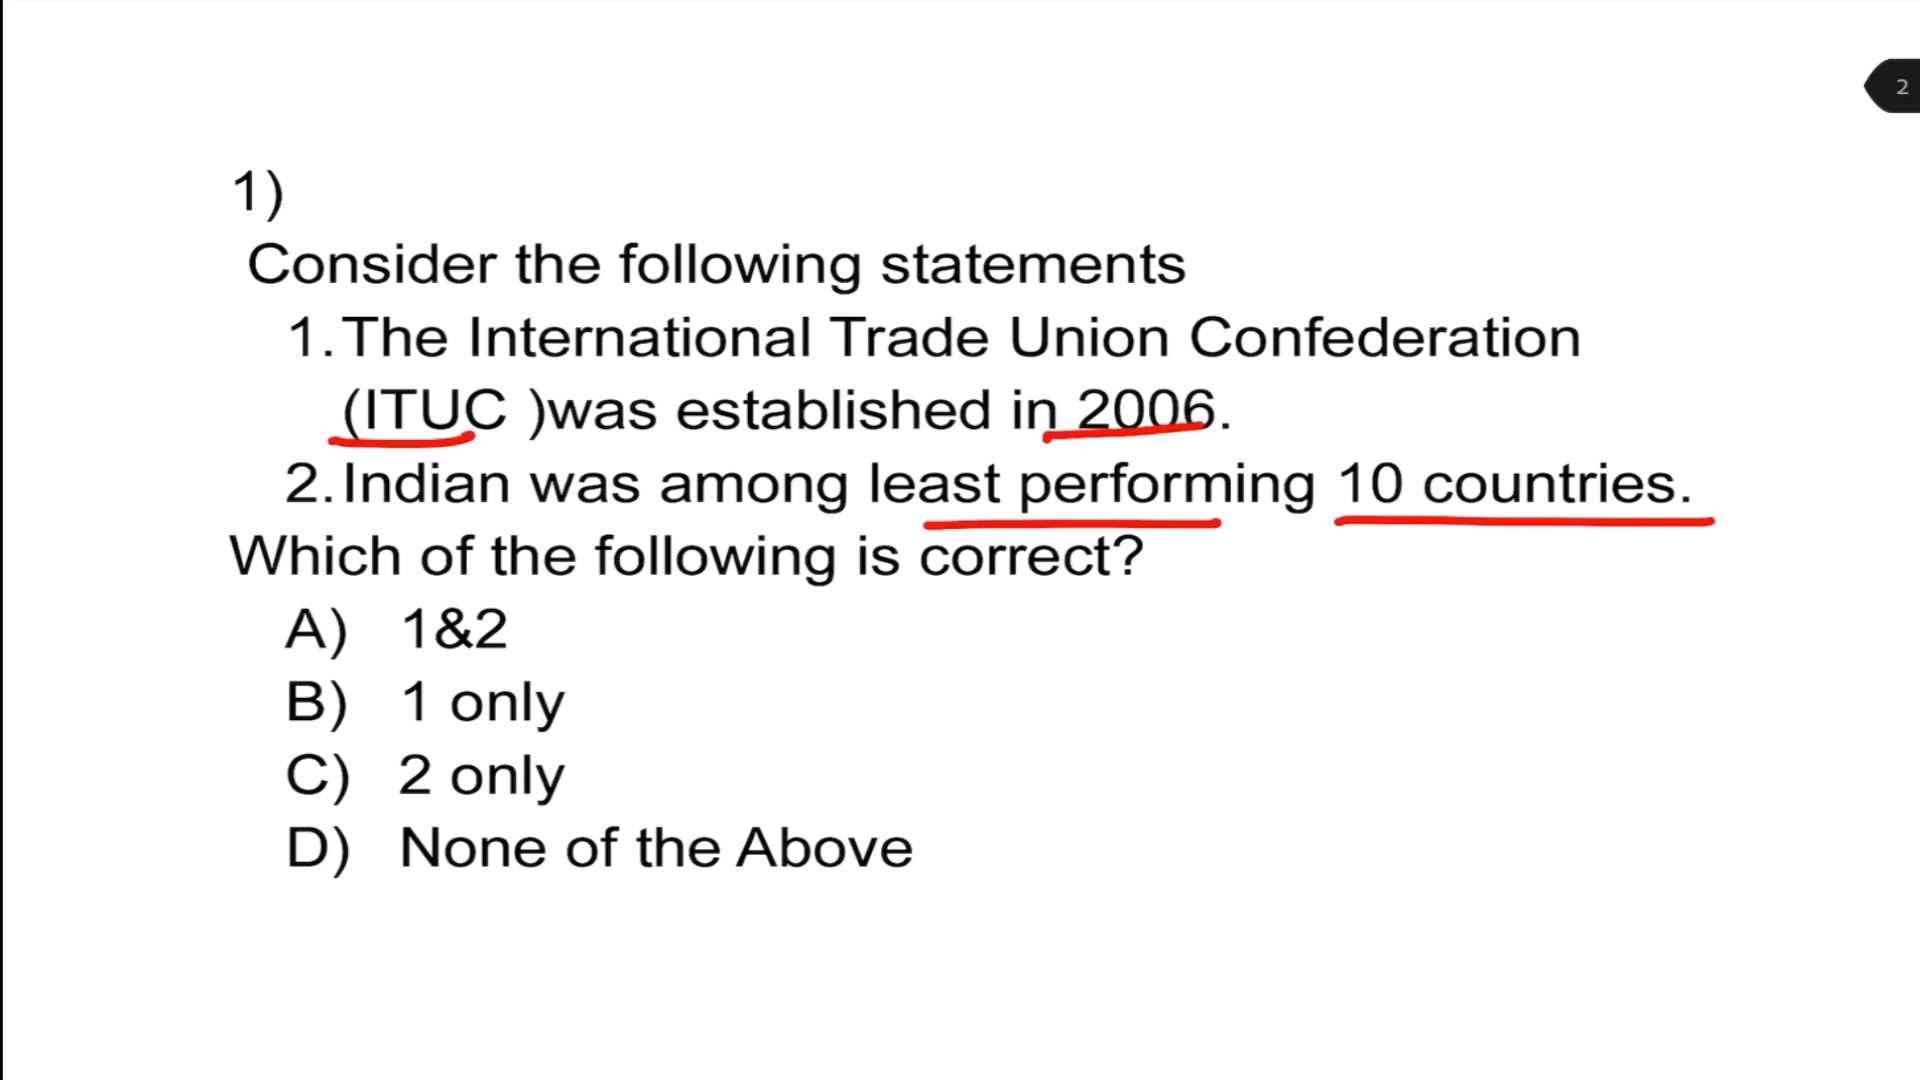 2
1)
Consider the following statements
1. The International Trade Union Confederation
(ITUC )was established in 2006.
2. Indian was among least performing 10 countries.
Which of the following is correct?
A) 1&2
B) 1 only
C) 2 only
D) None of the Above